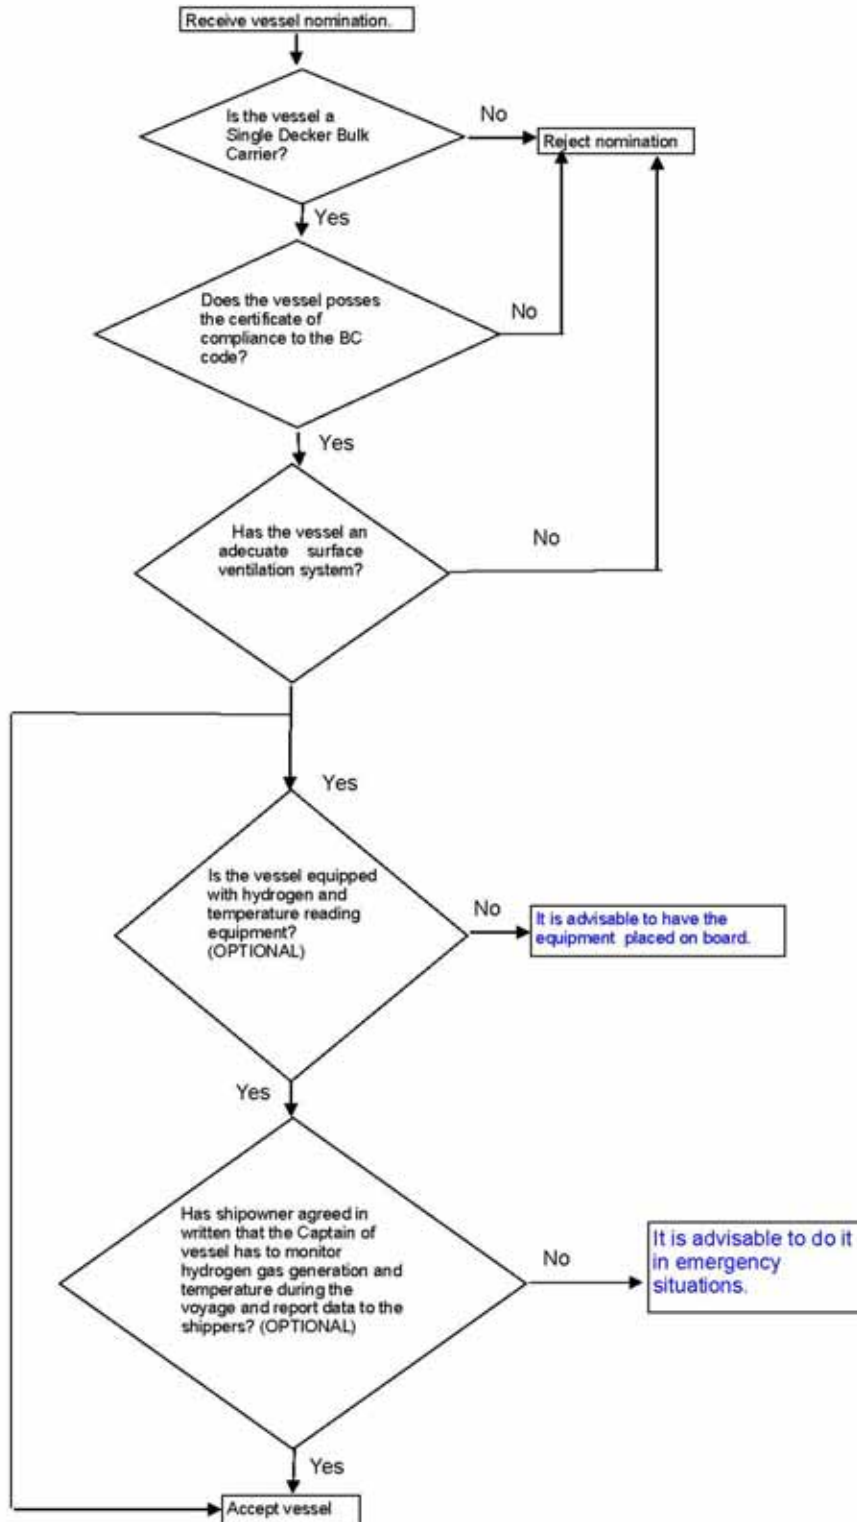 Receive vessel nomination.
Is the vessel a
Single Decker Bulk
Carrier?
No
Reject nomination
Yes
Does the vessel posses
the certificate of
compliance to the BC
code?
No
Yes
Has the vessel an
adecuate surface
ventilation system?
No
Yes
Is the vessel equipped
with hydrogen and
temperature reading
equipment?
(OPTIONAL)
No
It is advisable to have the
equipment placed on board.
Yes
Has shipowner agreed in
written that the Captain of
vessel has to monitor
hydrogen gas generation and
temperature during the
voyage and report data to the
shippers? (OPTIONAL)
No
It is advisable to do it
in emergency
situations.
Yes
Accept vessel